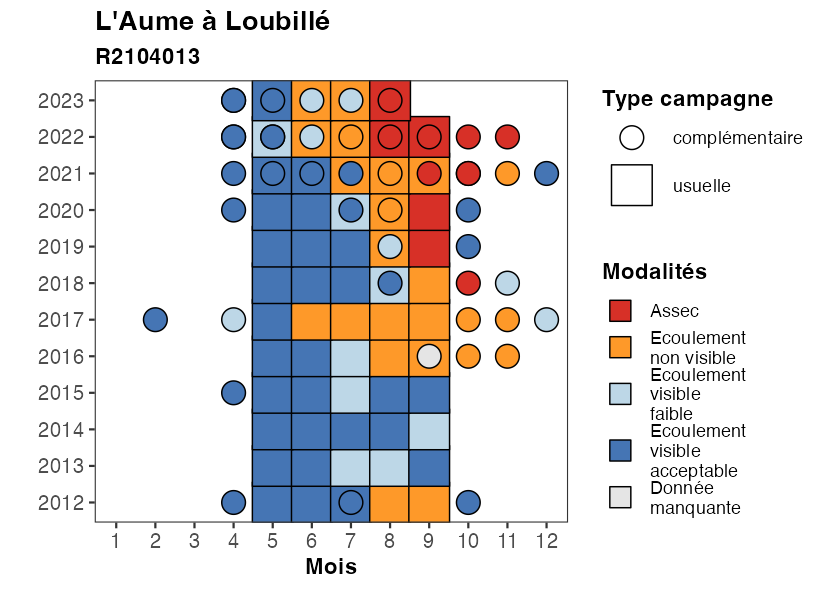 L'Aume à Loubillé
R2104013
2023
2022
2021
2020
2019
2018
2017
2016
2015
2014
2013
2012
1 2 3 4 5 6 7 8 9 10 11 12
Mois
Type campagne
complémentaire
usuelle
Modalités
Assec
Ecoulement
non visible
Ecoulement
visible
faible
Ecoulement
visible
acceptable
Donnée
manquante